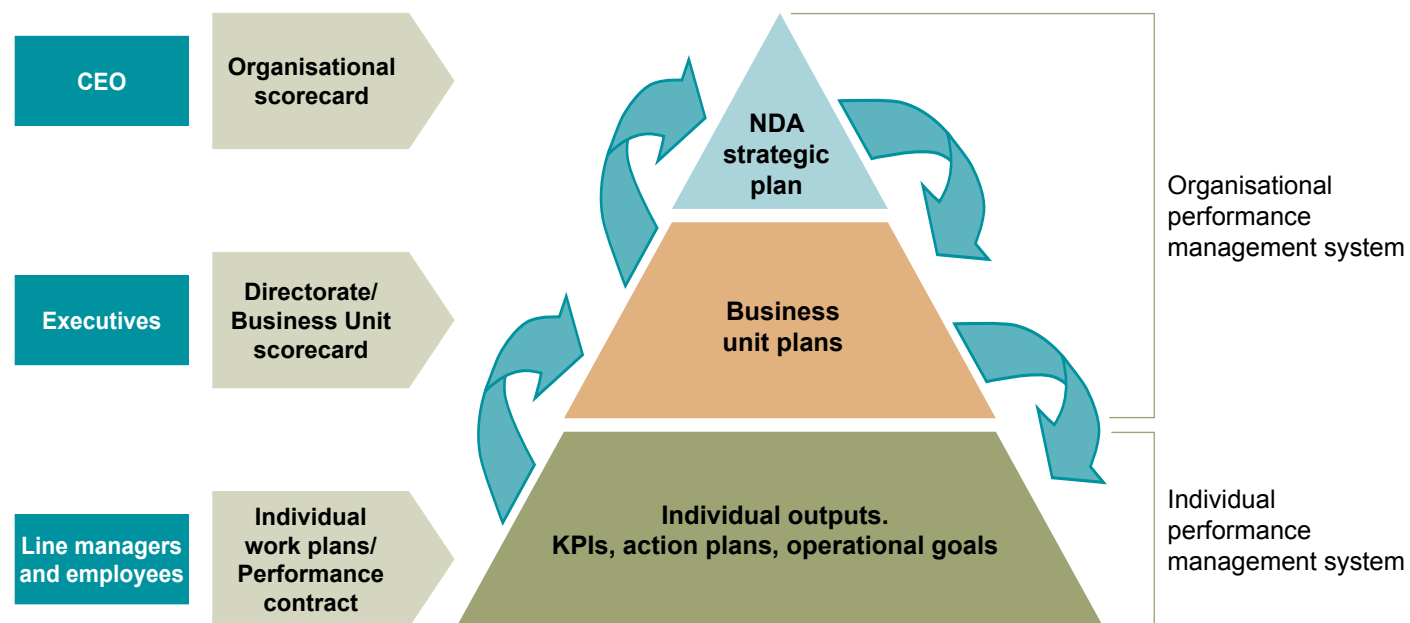 CEO
Organisational
scorecard
NDA
strategic
plan
Organisational
performance
management system
Executives
Directorate/
Business Unit
scorecard
Business
unit plans
Line managers
and employees
Individual
work plans/
Performance
contract
Individual outputs.
KPIs, action plans, operational goals
Individual
performance
management system